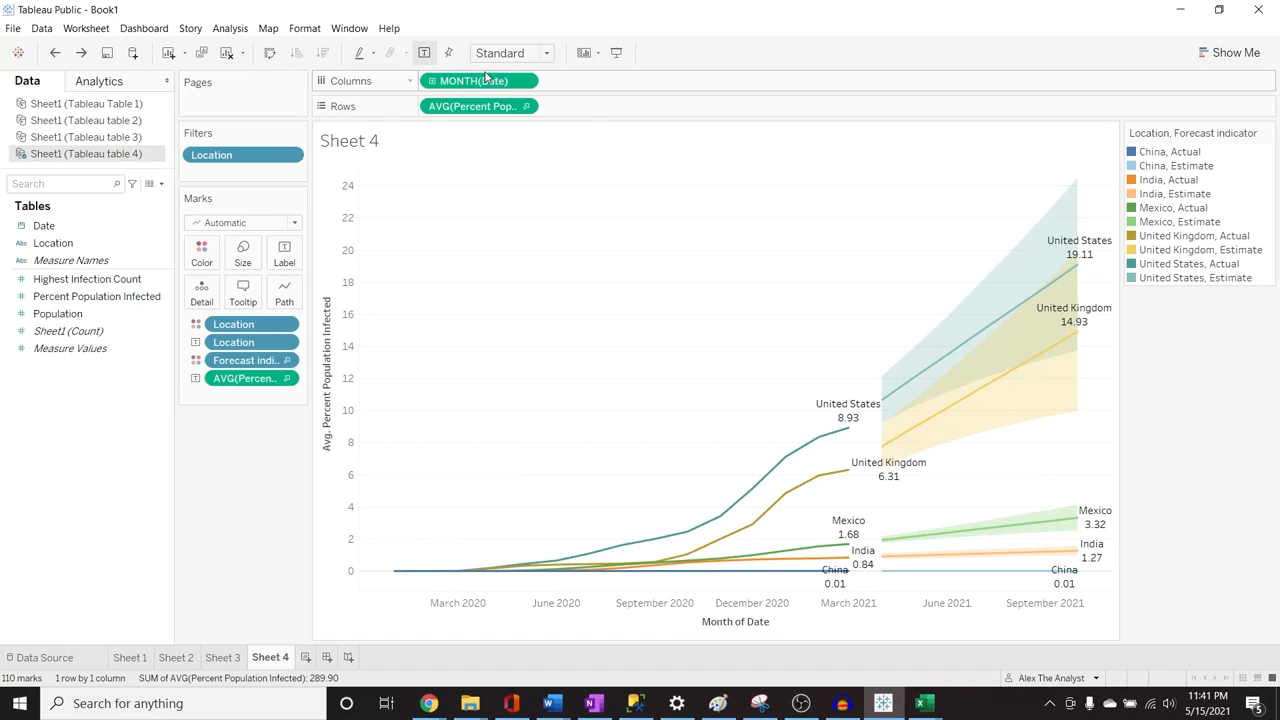 Tableau Public - Book1
File Data Worksheet Dashboard Story Analysis Map Format Window Help
Standard
Show Me
Data Analytics
Sheet1 (Tableau Table 1)
Sheet1 (Tableau table 2)
Sheet1 (Tableau table 3)
Sheet1 (Tableau table 4)
Search
Tables
Date
Abc Location
Abc Measure Names
Highest Infection Count
Percent Population Infected
Population
Sheet1 (Count)
Measure Values
Pages
Filters
Location
Marks
Automatic
Color Size Label
Detail Tooltip Path
Location
Location
Forecast indi..
AVG(Percen..
Columns
MONTH(Date)
Rows
AVG(Percent Pop..
Sheet 4
Avg. Percent Population Infected
24
22
20
18
16
14
12
10
8
6
4
2
0
United States
19.11
United Kingdom
14.93
United States
8.93
United Kingdom
6.31
Mexico
1.68
India
0.84
China
0.01
Mexico
3.32
India
1.27
China
0.01
March 2020 June 2020 September 2020 December 2020 March 2021 June 2021 September 2021
Month of Date
Location, Forecast indicator
China, Actual
China, Estimate
India, Actual
India, Estimate
Mexico, Actual
Mexico, Estimate
United Kingdom, Actual
United Kingdom, Estimate
United States, Actual
United States, Estimate
Data Source Sheet 1 Sheet 2 Sheet 3 Sheet 4
110 marks 1 row by 1 column SUM of AVG(Percent Population Infected): 289.90
Alex The Analyst
Search for anything
11:41 PM
5/15/2021